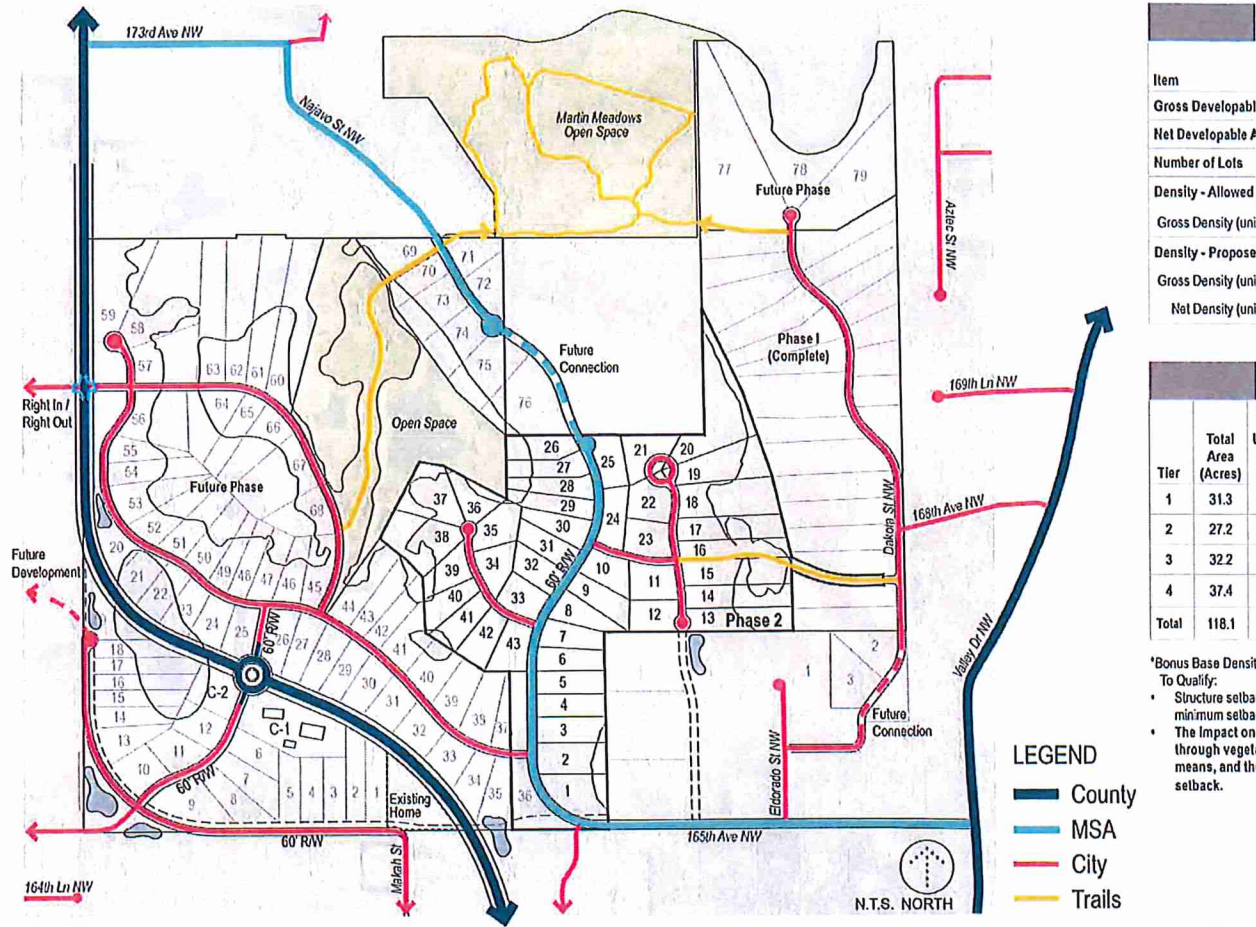 173rd Ave NW
Najavo St NW
Martin Meadows
Open Space
77
78
79
Future Phase
Aztec St NW
69
70
71
72
73
74
75
76
Future
Connection
Phase I
(Complete)
169th Ln NW
168th Ave NW
Dakota St NW
Valley Dr NW
59
58
57
56
55
54
53
52
51
50
49
48
47
46
45
63
62
61
60
64
65
66
67
68
Right In /
Right Out
Future Phase
Open Space
Future
Development
20
21
22
23
24
25
26
27
28
29
30
31
32
33
34
35
36
44
43
42
41
40
39
38
37
60' R/W
C-2
C-1
18
17
16
15
14
13
12
11
10
9
8
7
6
5
4
3
2
1
60' R/W
60' R/W
Existing
Home
Makah St
164th Ln NW
37
36
38
35
39
34
40
33
41
42
43
26
27
28
29
30
31
32
25
24
60' R/W
10
9
8
7
6
5
4
3
2
1
21
20
19
22
18
17
23
16
15
11
14
12
13
Phase 2
1
2
3
Future
Connection
Eldorado St NW
165th Ave NW
N.T.S. NORTH
LEGEND
County
MSA
City
Trails
Item
Gross Developabl
Net Developable A
Number of Lots
Density - Allowed
Gross Density (uni
Density - Propose
Gross Density (uni
Net Density (uni
Total
Area
Tier (Acres)
1 31.3
2 27.2
3 32.2
4 37.4
Total 118.1
*Bonus Base Densit
To Qualify:
• Structure setba
minimum setba
• The Impact on
through veget
means, and th
setback.